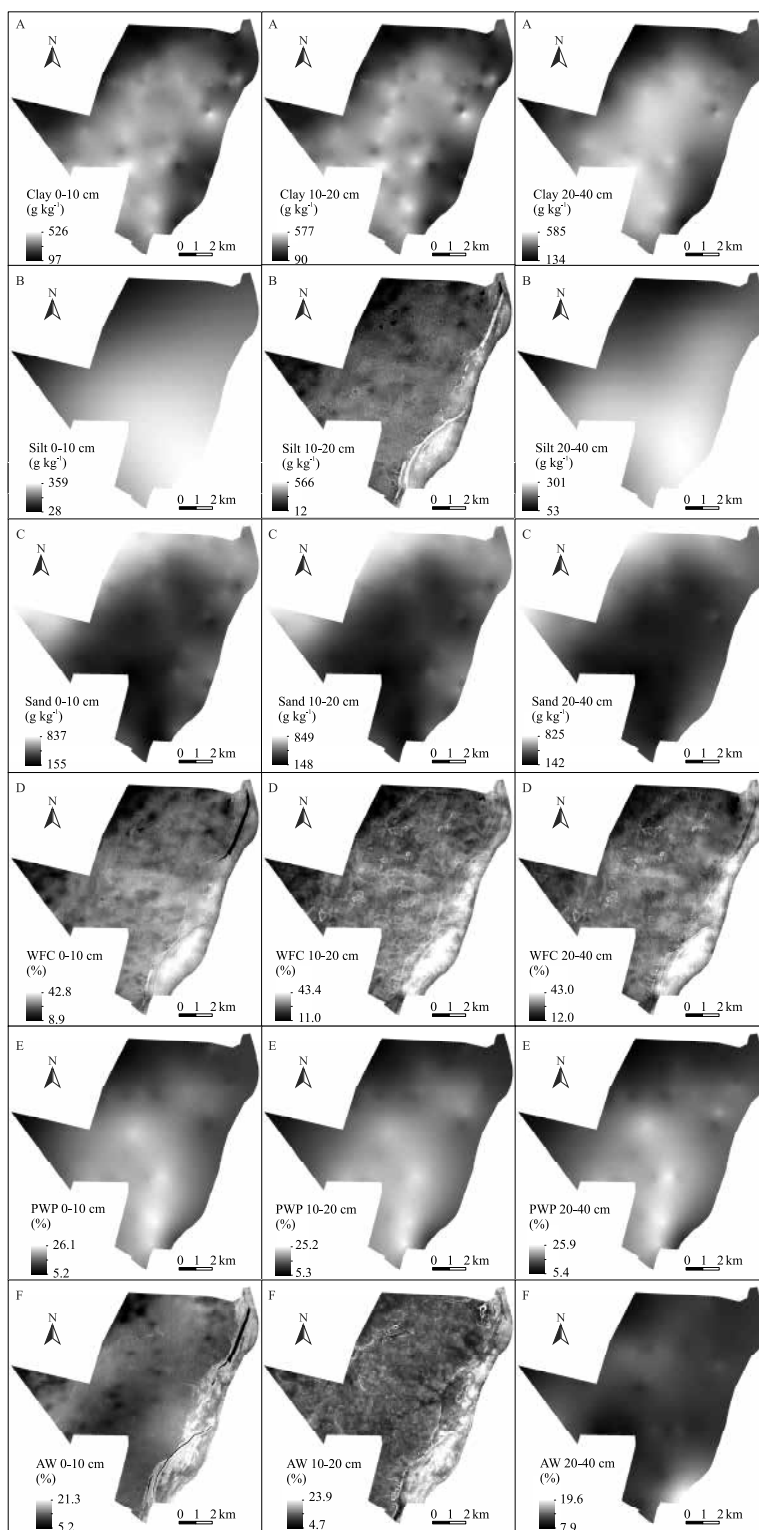 A
N
Clay 0-10 cm
(g kg⁻¹)
526
97
0 1 2 km
A
N
Clay 10-20 cm
(g kg⁻¹)
577
90
0 1 2 km
A
N
Clay 20-40 cm
(g kg⁻¹)
585
134
0 1 2 km
B
N
Silt 0-10 cm
(g kg⁻¹)
359
28
0 1 2 km
B
N
Silt 10-20 cm
(g kg⁻¹)
566
12
0 1 2 km
B
N
Silt 20-40 cm
(g kg⁻¹)
301
53
0 1 2 km
C
N
Sand 0-10 cm
(g kg⁻¹)
837
155
0 1 2 km
C
N
Sand 10-20 cm
(g kg⁻¹)
849
148
0 1 2 km
C
N
Sand 20-40 cm
(g kg⁻¹)
825
142
0 1 2 km
D
N
WFC 0-10 cm
(%)
42.8
8.9
0 1 2 km
D
N
WFC 10-20 cm
(%)
43.4
11.0
0 1 2 km
D
N
WFC 20-40 cm
(%)
43.0
12.0
0 1 2 km
E
N
PWP 0-10 cm
(%)
26.1
5.2
0 1 2 km
E
N
PWP 10-20 cm
(%)
25.2
5.3
0 1 2 km
E
N
PWP 20-40 cm
(%)
25.9
5.4
0 1 2 km
F
N
AW 0-10 cm
(%)
21.3
5.2
0 1 2 km
F
N
AW 10-20 cm
(%)
23.9
4.7
0 1 2 km
F
N
AW 20-40 cm
(%)
19.6
7.9
0 1 2 km